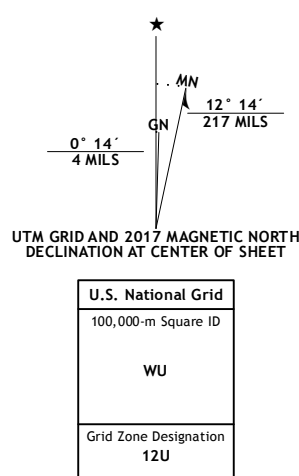 MN
GN
12° 14´
217 MILS
0° 14´
4 MILS
UTM GRID AND 2017 MAGNETIC NORTH
DECLINATION AT CENTER OF SHEET
U.S. National Grid
100,000-m Square ID
WU
Grid Zone Designation
12U